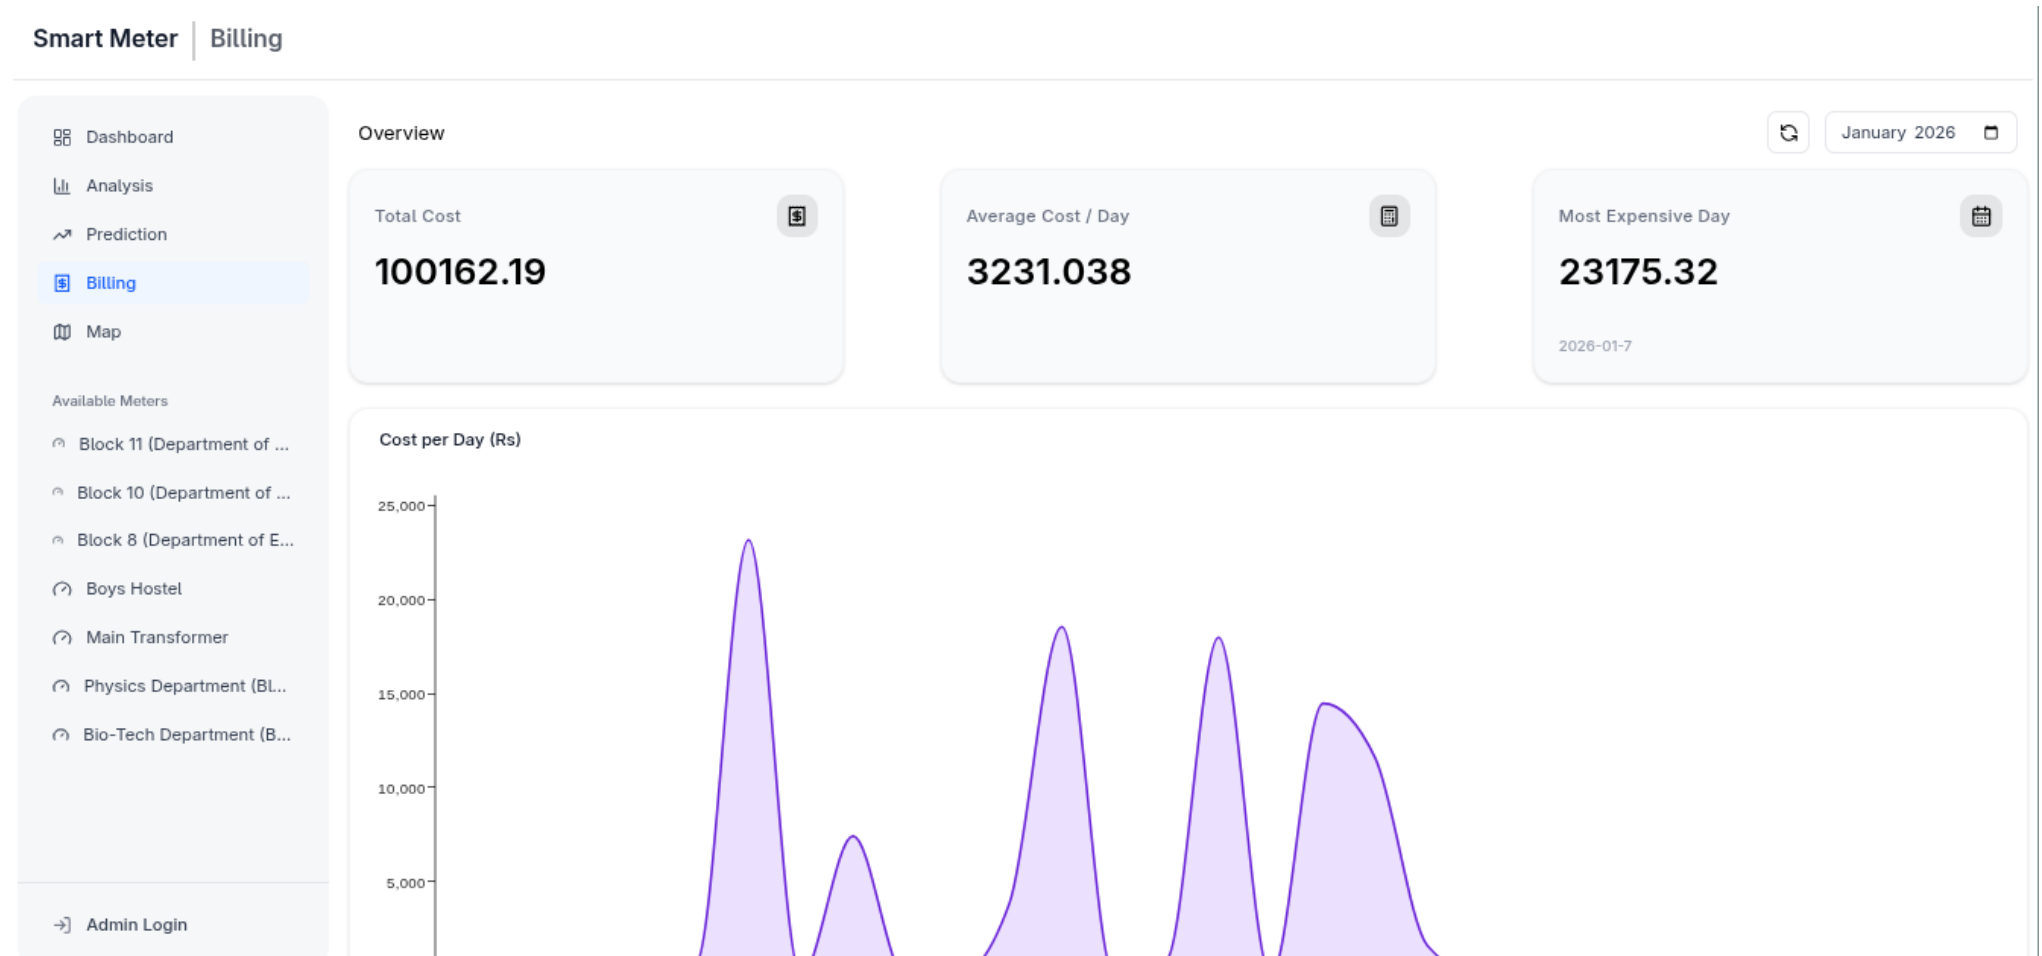 Smart Meter | Billing
Dashboard
Analysis
Prediction
Billing
Map
Available Meters
Block 11 (Department of ...
Block 10 (Department of ...
Block 8 (Department of E...
Boys Hostel
Main Transformer
Physics Department (Bl...
Bio-Tech Department (B...
Admin Login
Overview
January 2026
Total Cost
100162.19
Average Cost / Day
3231.038
Most Expensive Day
23175.32
2026-01-7
Cost per Day (Rs)
25,000
20,000
15,000
10,000
5,000